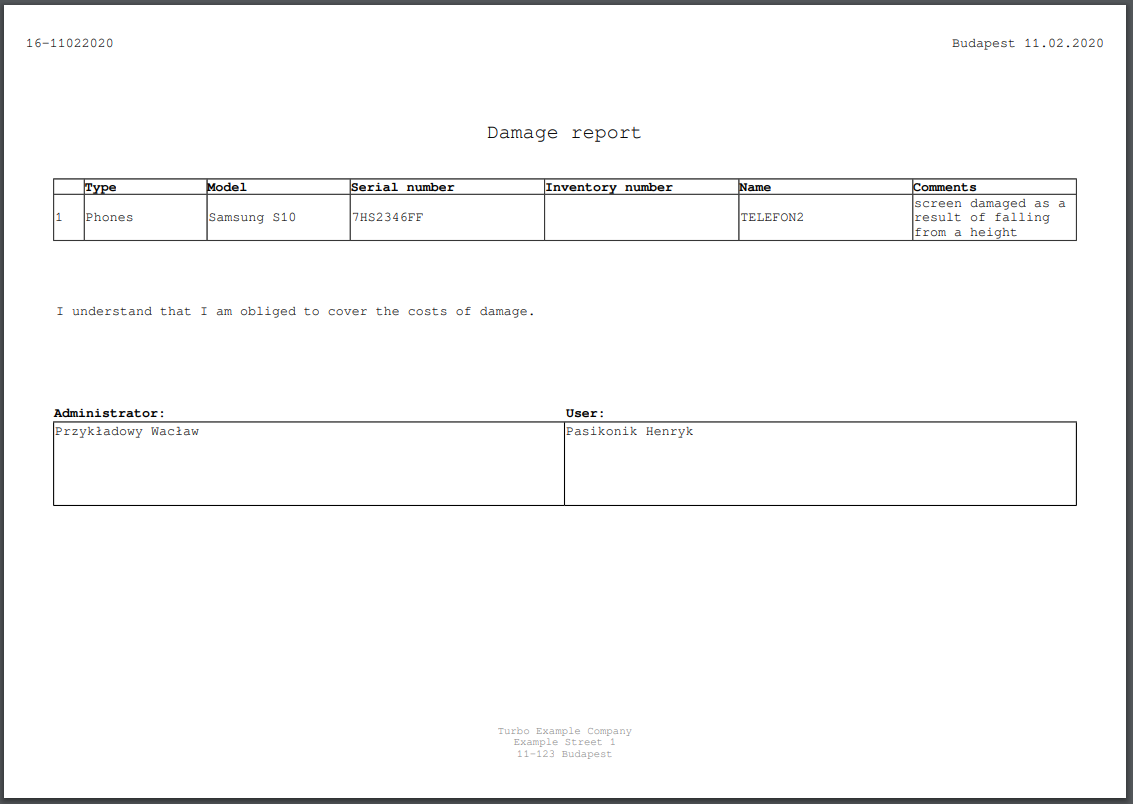 16-11022020 Budapest 11.02.2020
Damage report
Type Model Serial number Inventory number Name Comments
1 Phones Samsung S10 7HS2346FF TELEFON2 screen damaged as a
result of falling
from a height
I understand that I am obliged to cover the costs of damage.
Administrator: User:
Przykładowy Wacław Pasikonik Henryk
Turbo Example Company
Example Street 1
11-123 Budapest